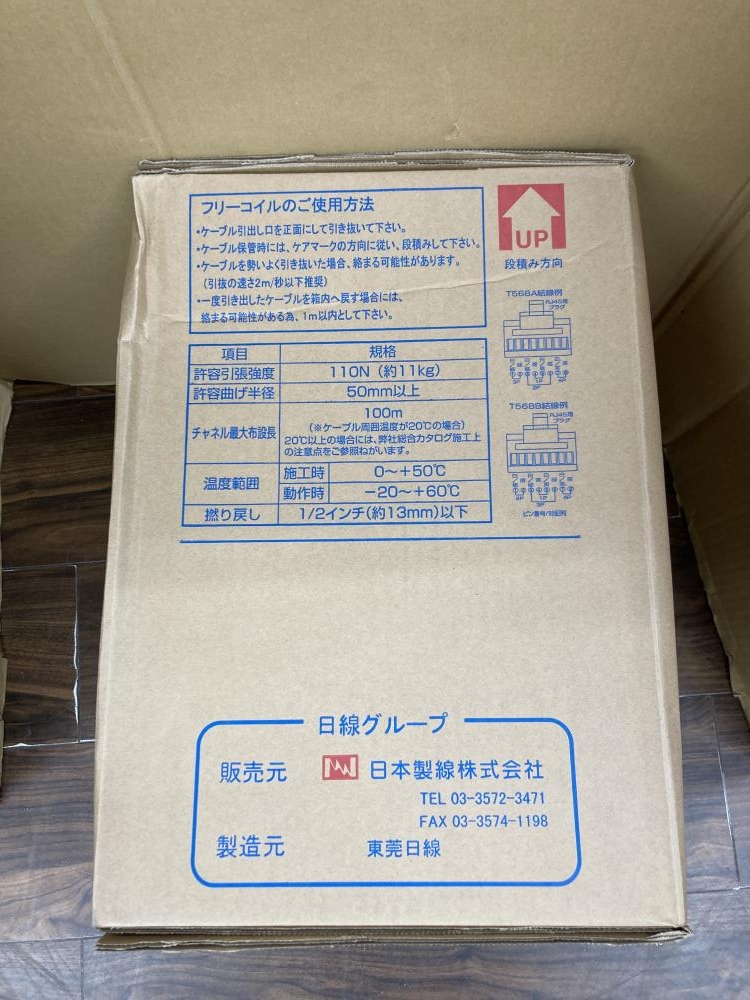 フリーコイルのご使用方法
・ケーブル引出し口を正面にして引き抜いて下さい。
・ケーブル保管時には、ケアマークの方向に従い、段積みして下さい。
・ケーブルを勢いよく引き抜いた場合、絡まる可能性があります。
(引抜の速さ2m/秒以下推奨)
・一度引き出したケーブルを箱内へ戻す場合には、
絡まる可能性がある為、1m以内として下さい。
UP
段積み方向
T568A結線例
RJ45用
プラグ
項目 規格
許容引張強度 110N(約11kg)
許容曲げ半径 50mm以上
チャネル最大布設長 100m
(※ケーブル周囲温度が20℃の場合)
20℃以上の場合には、弊社総合カタログ施工上
の注意点をご参照ねがいます。
温度範囲 施工時 0～+50℃
動作時 －20～+60℃
撚り戻し 1/2インチ(約13mm)以下
T568B結線例
RJ45用
プラグ
ピン番号/対配列
日線グループ
販売元 日本製線株式会社
TEL 03-3572-3471
FAX 03-3574-1198
製造元 東莞日線